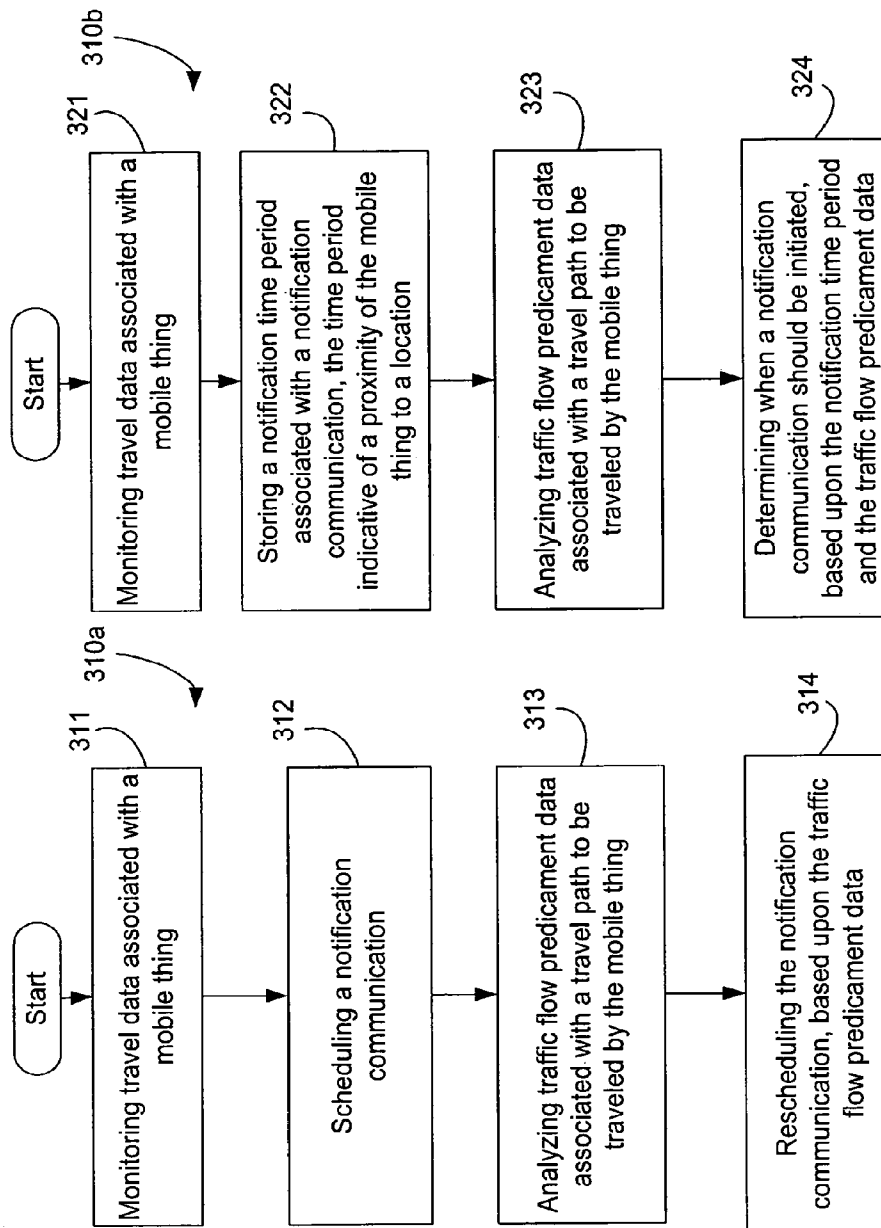 Start
311
Monitoring travel data associated with a
mobile thing
310a
312
Scheduling a notification
communication
313
Analyzing traffic flow predicament data
associated with a travel path to be
traveled by the mobile thing
314
Rescheduling the notification
communication, based upon the traffic
flow predicament data
Start
321
Monitoring travel data associated with a
mobile thing
310b
322
Storing a notification time period
associated with a notification
communication, the time period
indicative of a proximity of the mobile
thing to a location
323
Analyzing traffic flow predicament data
associated with a travel path to be
traveled by the mobile thing
324
Determining when a notification
communication should be initiated,
based upon the notification time period
and the traffic flow predicament data